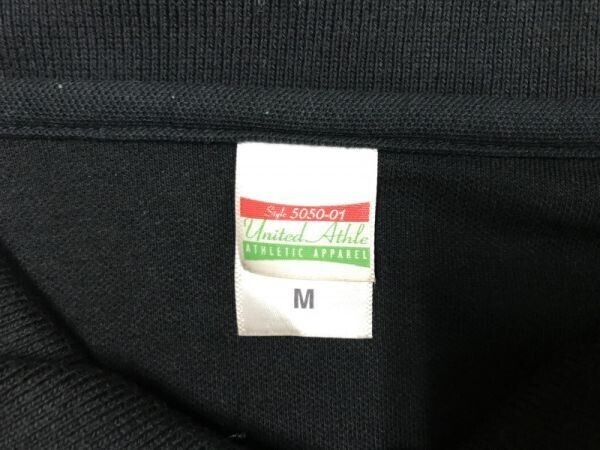 Style 5050-01
United Athle
ATHLETIC APPAREL
M